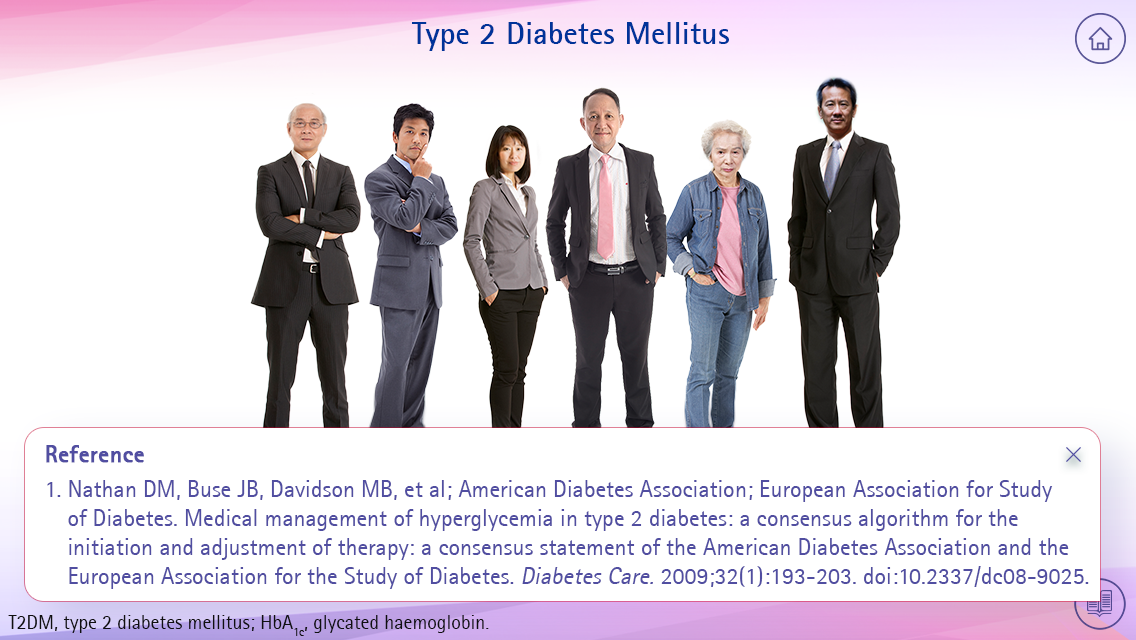 Type 2 Diabetes Mellitus
Reference
1. Nathan DM, Buse JB, Davidson MB, et al; American Diabetes Association; European Association for Study
of Diabetes. Medical management of hyperglycemia in type 2 diabetes: a consensus algorithm for the
initiation and adjustment of therapy: a consensus statement of the American Diabetes Association and the
European Association for the Study of Diabetes. Diabetes Care. 2009;32(1):193-203. doi:10.2337/dc08-9025.
T2DM, type 2 diabetes mellitus; HbA1c, glycated haemoglobin.